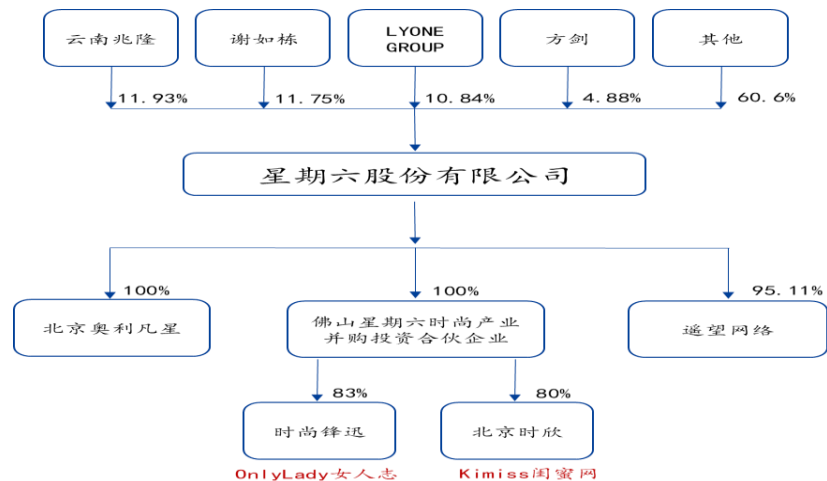 云南兆隆
谢如栋
LYONE
GROUP
方剑
其他
11.93%
11.75%
10.84%
4.88%
60.6%
星期六股份有限公司
100%
100%
95.11%
北京奥利凡星
佛山星期六时尚产业
并购投资合伙企业
遥望网络
83%
80%
时尚锋迅
北京时欣
OnlyLady女人志
Kimiss闺蜜网